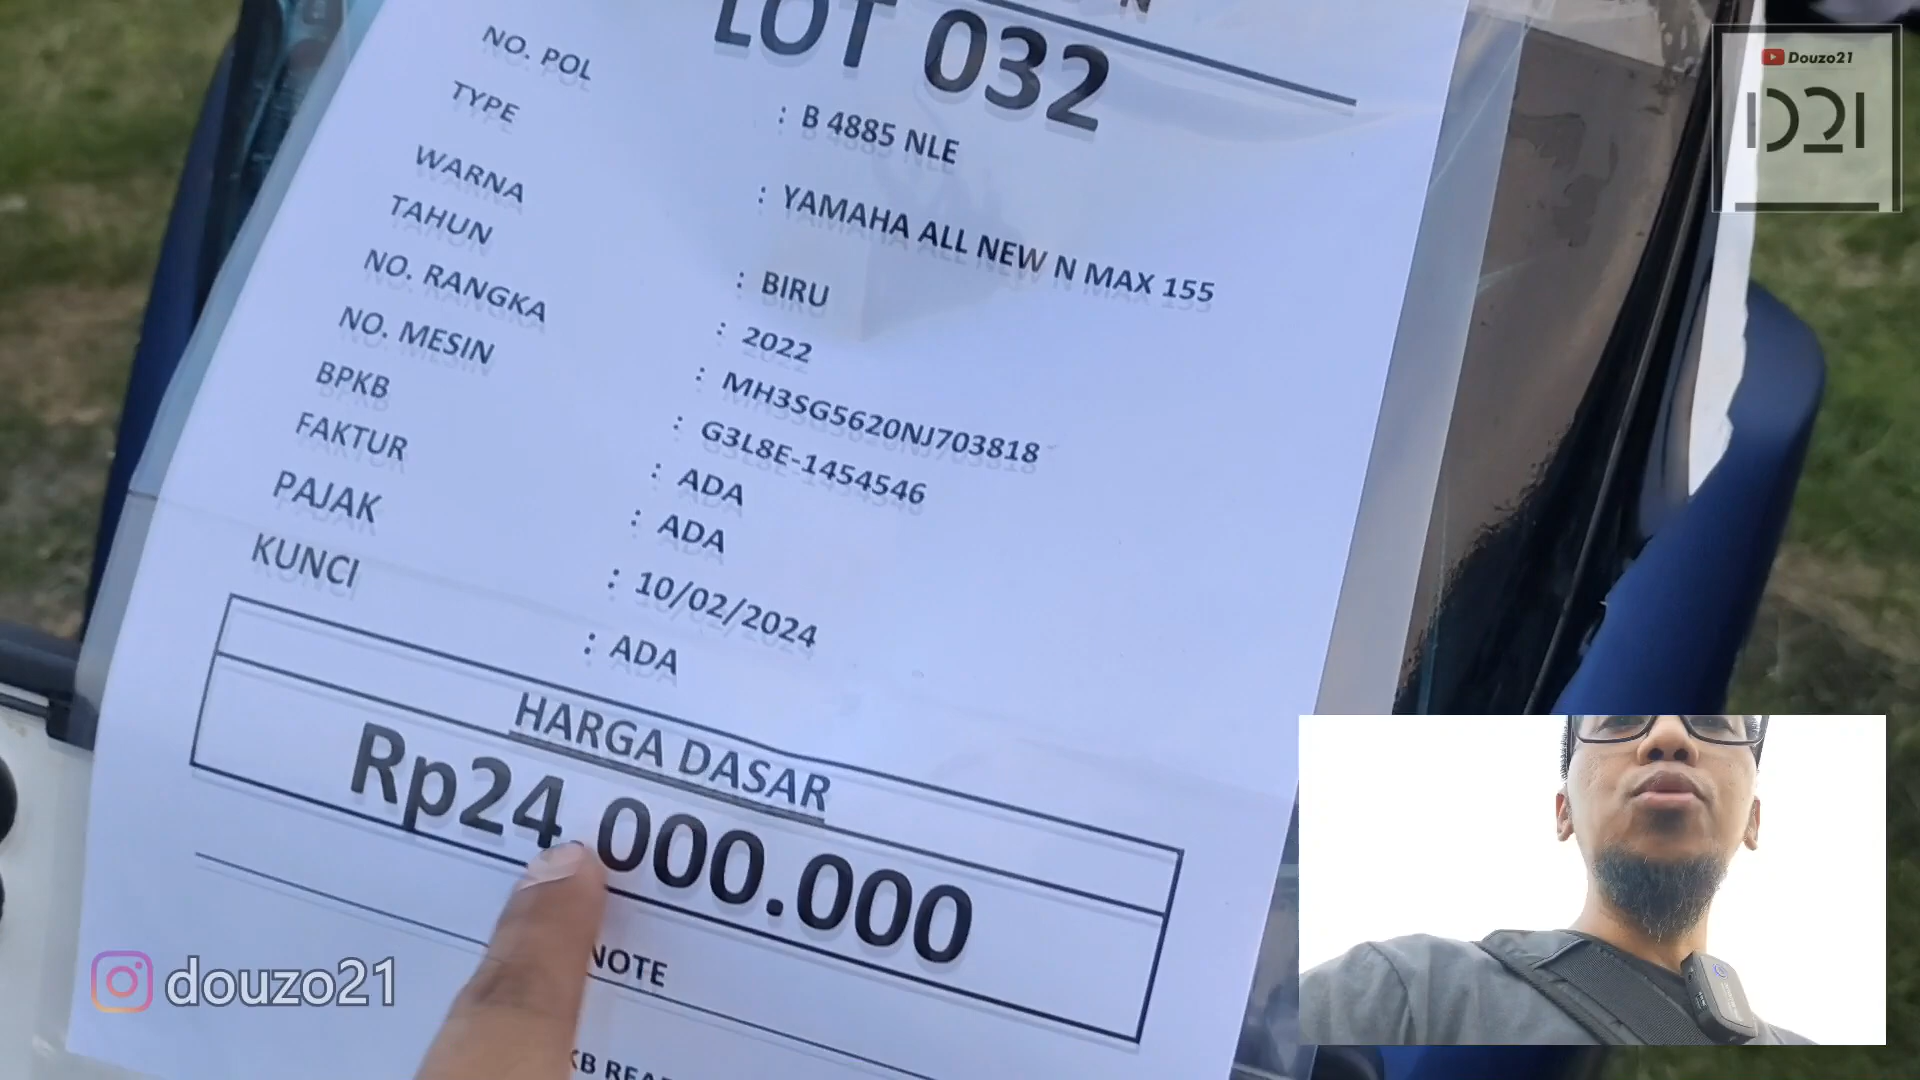 LOT 032
NO. POL : B 4885 NLE
TYPE : YAMAHA ALL NEW N MAX 155
WARNA : BIRU
TAHUN : 2022
NO. RANGKA : MH3SG5620NJ703818
NO. MESIN : G3L8E-1454546
BPKB : ADA
FAKTUR : ADA
PAJAK : 10/02/2024
KUNCI : ADA
HARGA DASAR
Rp24.000.000
NOTE
Douzo21
D21
douzo21